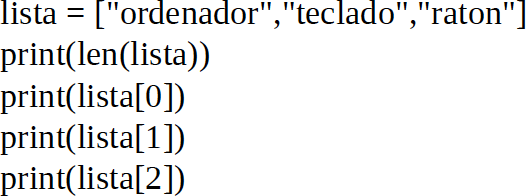 lista = ["ordenador","teclado","raton"]
print(len(lista))
print(lista[0])
print(lista[1])
print(lista[2])